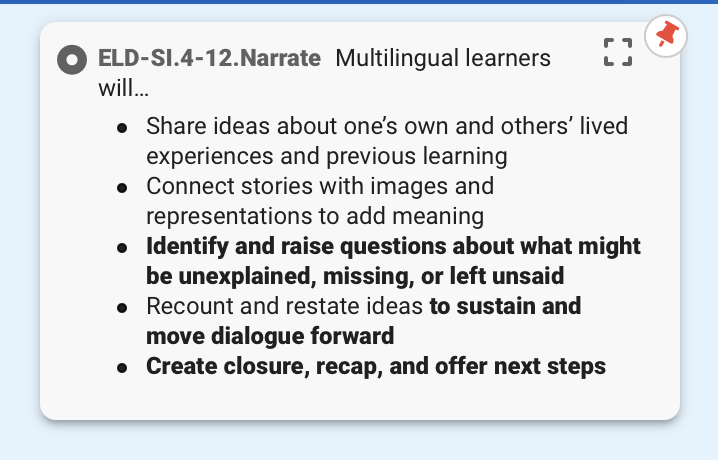 ELD-SI.4-12.Narrate Multilingual learners
will...
• Share ideas about one’s own and others’ lived
experiences and previous learning
• Connect stories with images and
representations to add meaning
• Identify and raise questions about what might
be unexplained, missing, or left unsaid
• Recount and restate ideas to sustain and
move dialogue forward
• Create closure, recap, and offer next steps